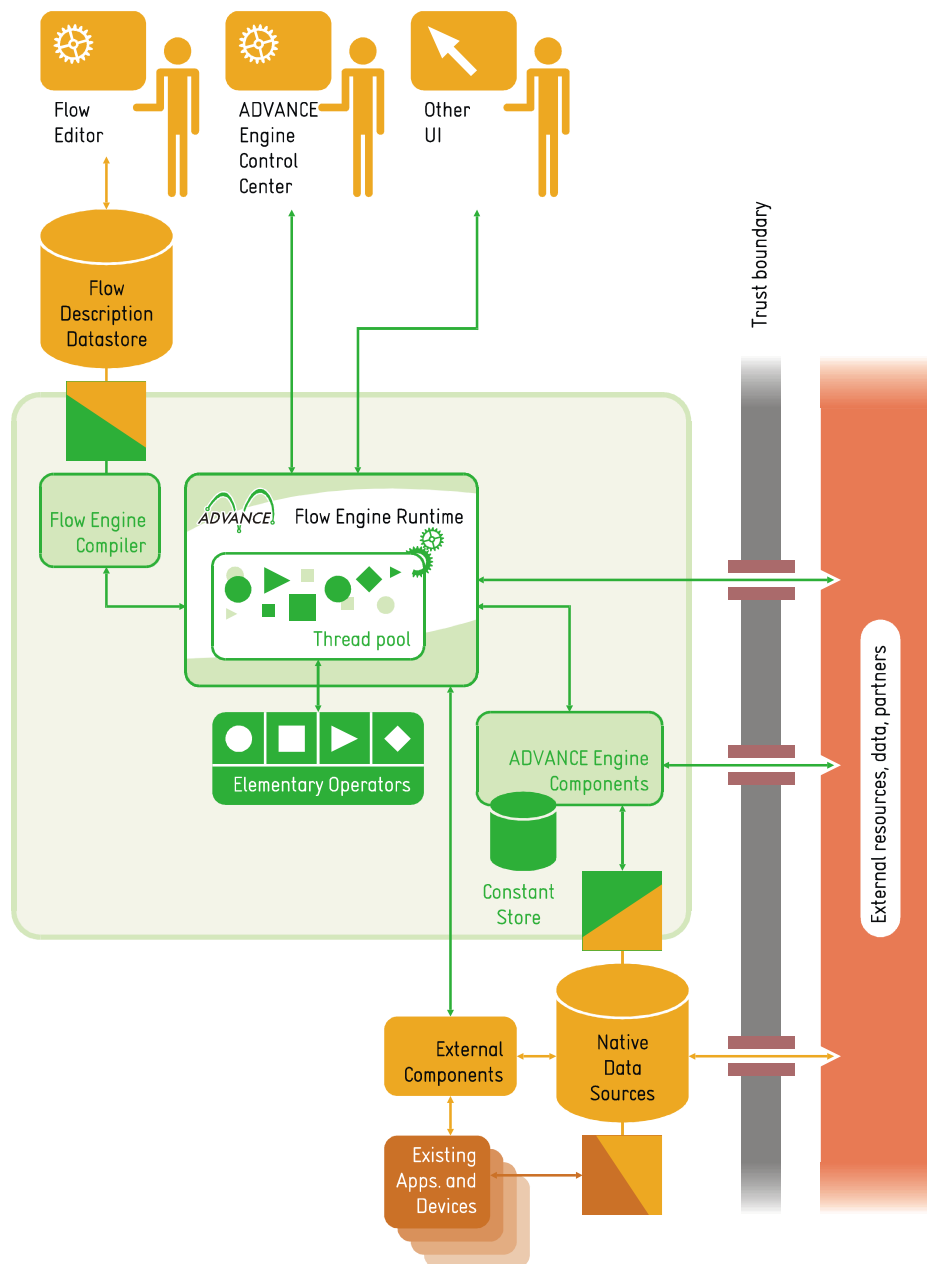 Flow
Editor
ADVANCE
Engine
Control
Center
Other
UI
Trust boundary
Flow
Description
Datastore
Flow Engine
Compiler
ADVANCE
Flow Engine Runtime
Thread pool
Elementary Operators
ADVANCE Engine
Components
Constant
Store
External resources, data, partners
External
Components
Native
Data
Sources
Existing
Apps. and
Devices